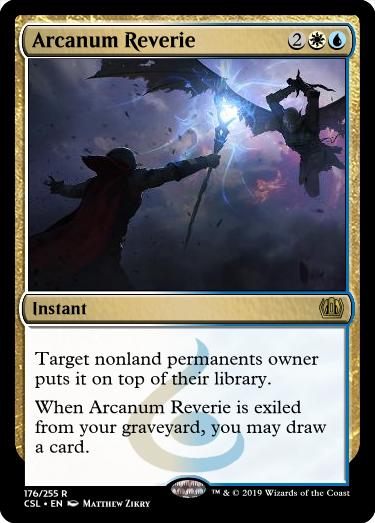 Arcanum Reverie 2
Instant
Target nonland permanents owner
puts it on top of their library.
When Arcanum Reverie is exiled
from your graveyard, you may draw
a card.
176/255 R
CSL • EN Matthew Zikry
™ & © 2019 Wizards of the Coast